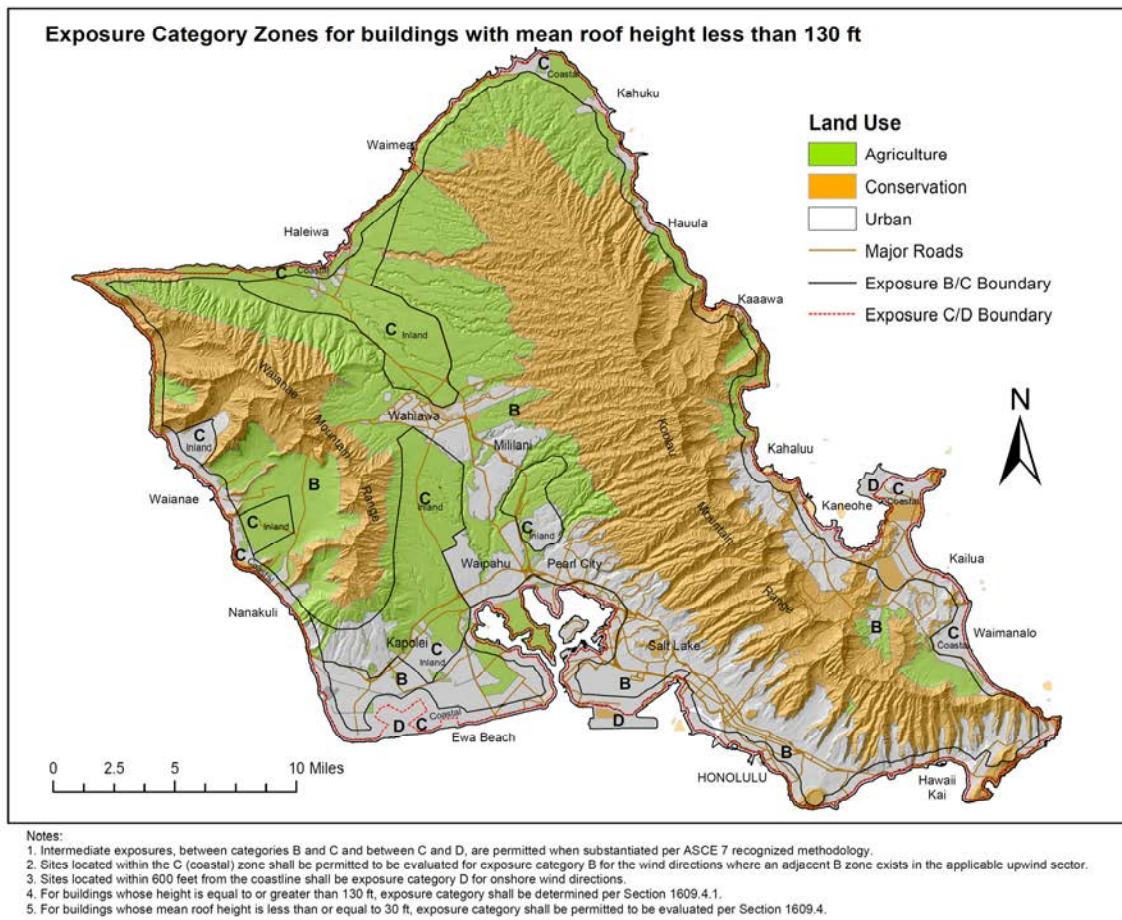 Exposure Category Zones for buildings with mean roof height less than 130 ft
C
Coastal
Kahuku
Waimea
Land Use
Agriculture
Conservation
Urban
Major Roads
Exposure B/C Boundary
Exposure C/D Boundary
Hauula
Haleiwa
C
Coastal
Kaaawa
C Inland
Waianae
Mountain
Range
Wahiawa
B
Mililani
Koolau
Mountain
Range
N
C
Inland
Kahaluu
B
C
Inland
D
C
Coastal
Kaneohe
Waianae
C
Inland
C
Inland
Kailua
Waipahu
Pearl City
C
Coastal
Nanakuli
B
C
Coastal
Waimanalo
Kapolei
C
Inland
Salt Lake
B
B
D
C
Coastal
Ewa Beach
D
B
HONOLULU
Hawaii
Kai
0 2.5 5 10 Miles
Notes:
1. Intermediate exposures, between categories B and C and between C and D, are permitted when substantiated per ASCE 7 recognized methodology.
2. Sites located within the C (coastal) zone shall be permitted to be evaluated for exposure category B for the wind directions where an adjacent B zone exists in the applicable upwind sector.
3. Sites located within 600 feet from the coastline shall be exposure category D for onshore wind directions.
4. For buildings whose height is equal to or greater than 130 ft, exposure category shall be determined per Section 1609.4.1.
5. For buildings whose mean roof height is less than or equal to 30 ft, exposure category shall be permitted to be evaluated per Section 1609.4.